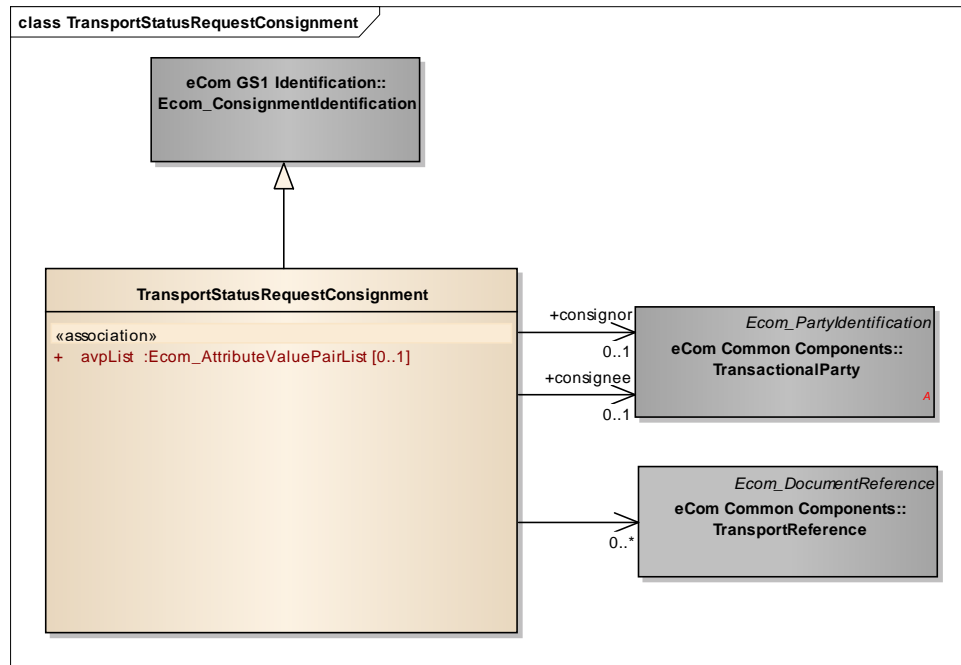 class TransportStatusRequestConsignment
eCom GS1 Identification::
Ecom_ConsignmentIdentification
TransportStatusRequestConsignment
«association»
+ avpList :Ecom_AttributeValuePairList [0..1]
+consignor
0..1
+consignee
0..1
Ecom_PartyIdentification
eCom Common Components::
TransactionalParty
A
0..*
Ecom_DocumentReference
eCom Common Components::
TransportReference